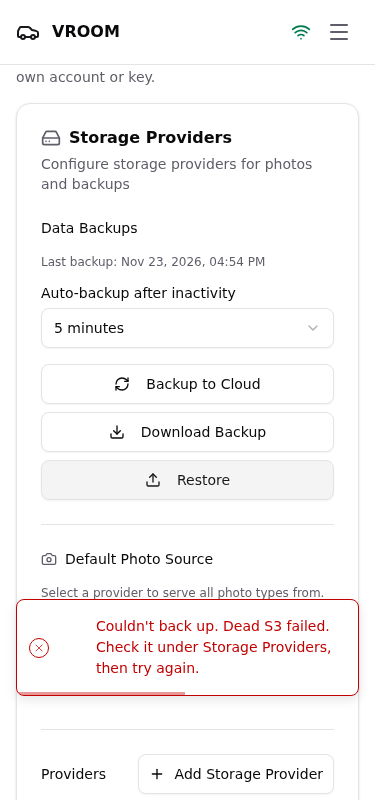 VROOM
own account or key.
Storage Providers
Configure storage providers for photos
and backups
Data Backups
Last backup: Nov 23, 2026, 04:54 PM
Auto-backup after inactivity
5 minutes
Backup to Cloud
Download Backup
Restore
Default Photo Source
Select a provider to serve all photo types from.
Couldn't back up. Dead S3 failed.
Check it under Storage Providers,
then try again.
Providers
Add Storage Provider